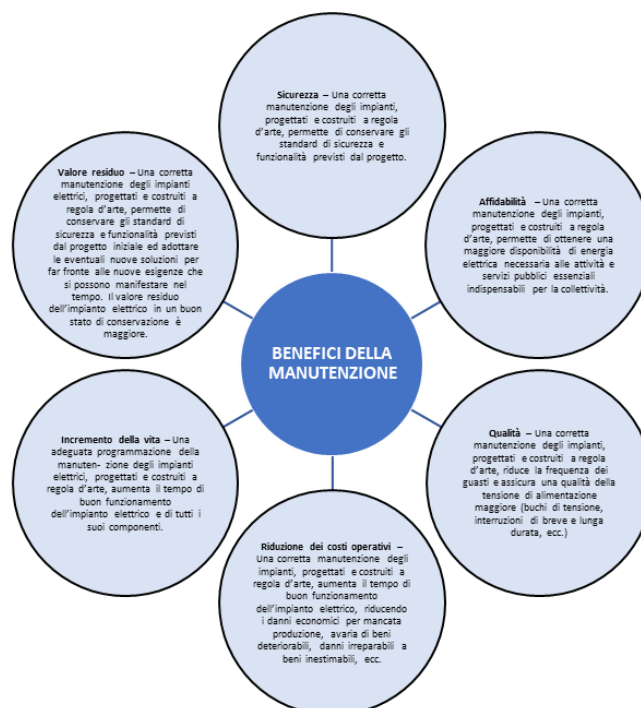 Sicurezza – Una corretta
manutenzione degli impianti,
progettati e costruiti a regola
d'arte, permette di conservare gli
standard di sicurezza e
funzionalità previsti dal progetto.
Affidabilità – Una corretta
manutenzione degli impianti,
progettati e costruiti a regola
d'arte, permette di ottenere una
maggiore disponibilità di energia
elettrica necessaria alle attività e
servizi pubblici essenziali
indispensabili per la collettività.
Qualità – Una corretta
manutenzione degli impianti,
progettati e costruiti a regola
d'arte, riduce la frequenza dei
guasti e assicura una qualità della
tensione di alimentazione
maggiore (buchi di tensione,
interruzioni di breve e lunga
durata, ecc.)
Riduzione dei costi operativi –
Una corretta manutenzione degli
impianti, progettati e costruiti a
regola d'arte, aumenta il tempo di
buon funzionamento
dell'impianto elettrico, riducendo
i danni economici per mancata
produzione, avaria di beni
deteriorabili, danni irreparabili a
beni inestimabili, ecc.
Incremento della vita – Una
adeguata programmazione della
manuten- zione degli impianti
elettrici, progettati e costruiti a
regola d'arte, aumenta il tempo di
buon funzionamento
dell'impianto elettrico e di tutti i
suoi componenti.
Valore residuo – Una corretta
manutenzione degli impianti
elettrici, progettati e costruiti a
regola d'arte, permette di
conservare gli standard di
sicurezza e funzionalità previsti
dal progetto iniziale ed adottare
le eventuali nuove soluzioni per
far fronte alle nuove esigenze che
si possono manifestare nel
tempo. Il valore residuo
dell'impianto elettrico in un buon
stato di conservazione è
maggiore.
BENEFICI DELLA
MANUTENZIONE